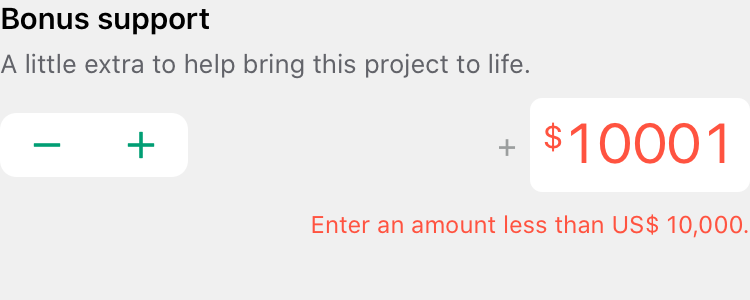 Bonus support
A little extra to help bring this project to life.
− + + $10001
Enter an amount less than US$ 10,000.